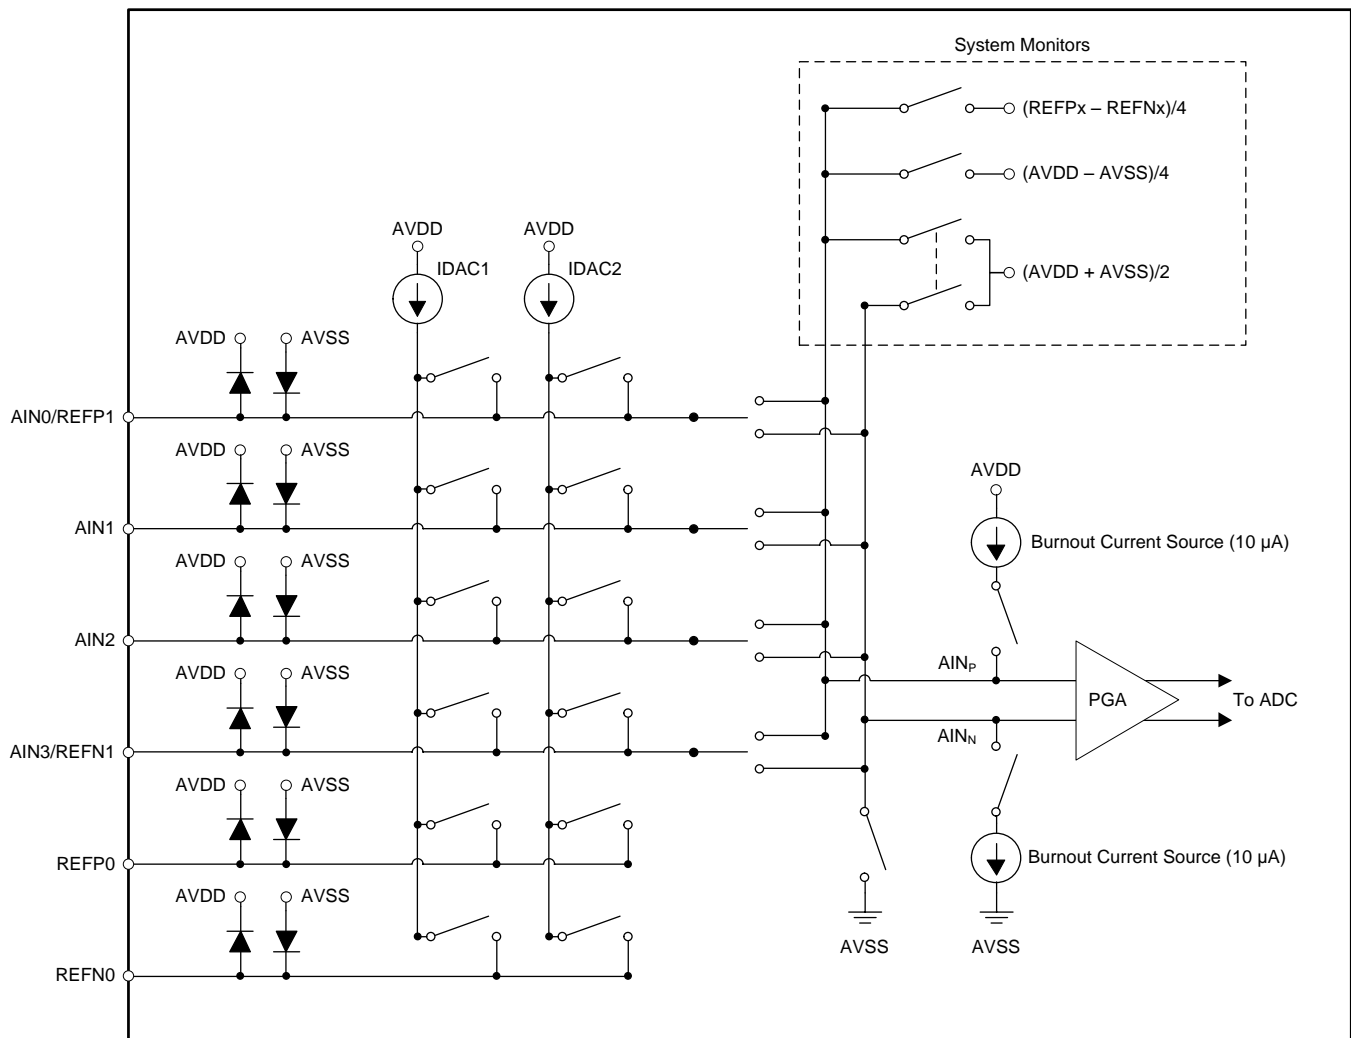 System Monitors
(REFPx – REFNx)/4
(AVDD – AVSS)/4
(AVDD + AVSS)/2
AVDD
AVDD
IDAC1
IDAC2
AVDD
AVSS
AIN0/REFP1
AVDD
AVSS
AIN1
AVDD
AVSS
AIN2
AVDD
AVSS
AIN3/REFN1
AVDD
AVSS
REFP0
AVDD
AVSS
REFN0
AVDD
Burnout Current Source (10 µA)
AINP
PGA
To ADC
AINN
Burnout Current Source (10 µA)
AVSS
AVSS